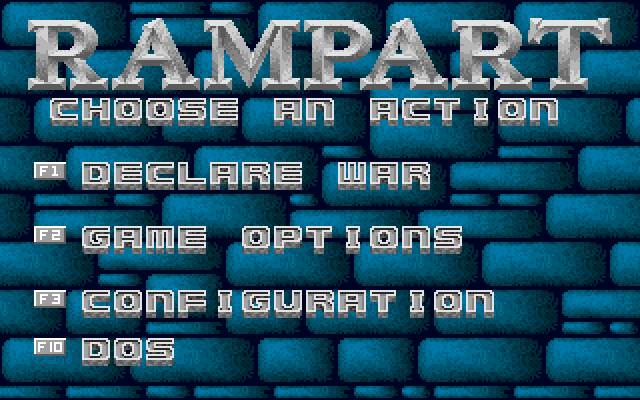 RAMPART
CHOOSE AN ACTION
F1 DECLARE WAR
F2 GAME OPTIONS
F3 CONFIGURATION
F10 DOS